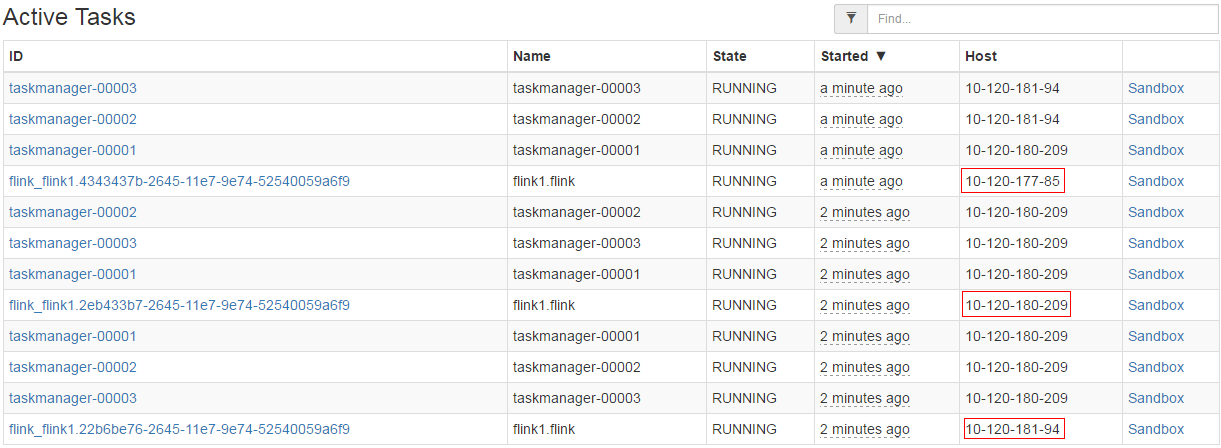 Active Tasks
Find...
ID Name State Started ▼ Host
taskmanager-00003 taskmanager-00003 RUNNING a minute ago 10-120-181-94 Sandbox
taskmanager-00002 taskmanager-00002 RUNNING a minute ago 10-120-181-94 Sandbox
taskmanager-00001 taskmanager-00001 RUNNING a minute ago 10-120-180-209 Sandbox
flink_flink1.4343437b-2645-11e7-9e74-52540059a6f9 flink1.flink RUNNING a minute ago 10-120-177-85 Sandbox
taskmanager-00002 taskmanager-00002 RUNNING 2 minutes ago 10-120-180-209 Sandbox
taskmanager-00003 taskmanager-00003 RUNNING 2 minutes ago 10-120-180-209 Sandbox
taskmanager-00001 taskmanager-00001 RUNNING 2 minutes ago 10-120-180-209 Sandbox
flink_flink1.2eb433b7-2645-11e7-9e74-52540059a6f9 flink1.flink RUNNING 2 minutes ago 10-120-180-209 Sandbox
taskmanager-00001 taskmanager-00001 RUNNING 2 minutes ago 10-120-180-209 Sandbox
taskmanager-00002 taskmanager-00002 RUNNING 2 minutes ago 10-120-180-209 Sandbox
taskmanager-00003 taskmanager-00003 RUNNING 2 minutes ago 10-120-180-209 Sandbox
flink_flink1.22b6be76-2645-11e7-9e74-52540059a6f9 flink1.flink RUNNING 2 minutes ago 10-120-181-94 Sandbox